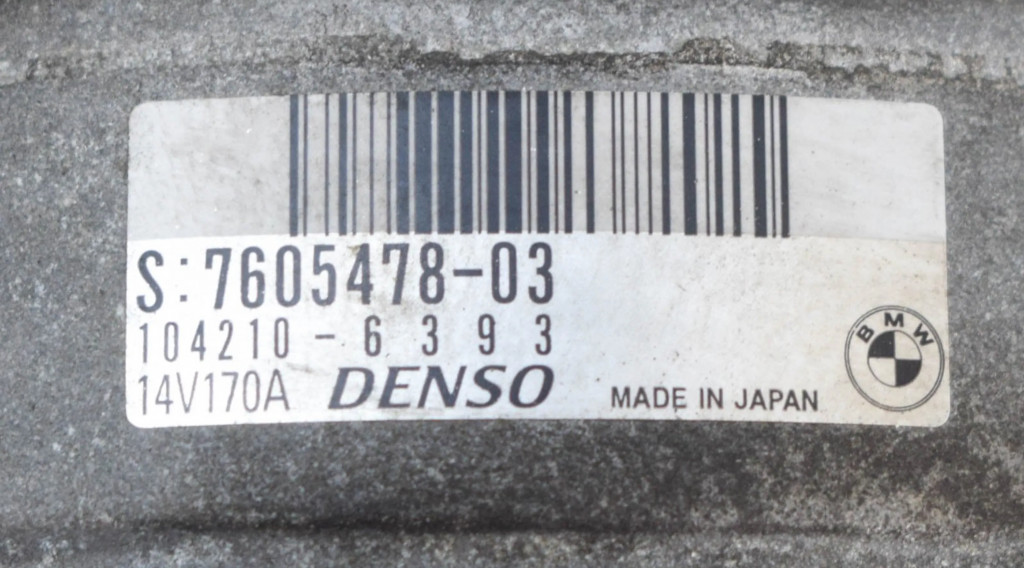 S:7605478-03
104210-6393
14V170A DENSO MADE IN JAPAN
BMW